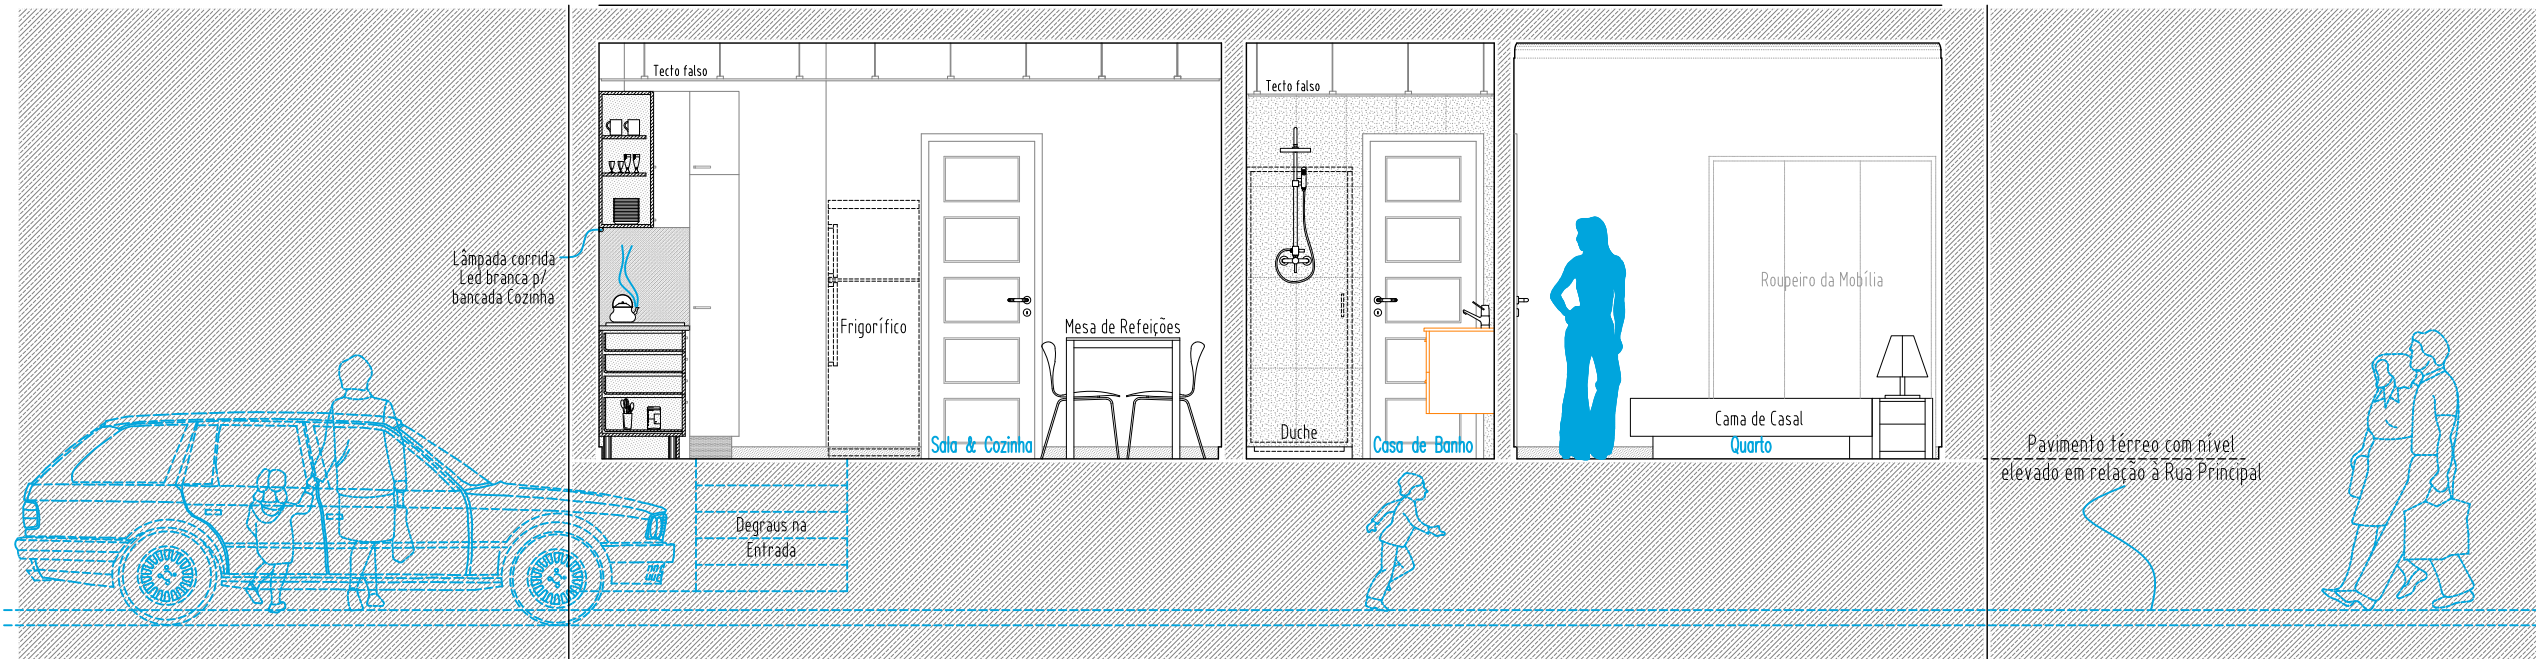 Tecto falso
Tecto falso
Lâmpada corrida
Led branca p/
bancada Cozinha
Roupeiro da Mobília
Frigorífico
Mesa de Refeições
Cama de Casal
Duche
Sala & Cozinha
Casa de Banho
Quarto
Pavimento térreo com nível
elevado em relação à Rua Principal
Degraus na
Entrada